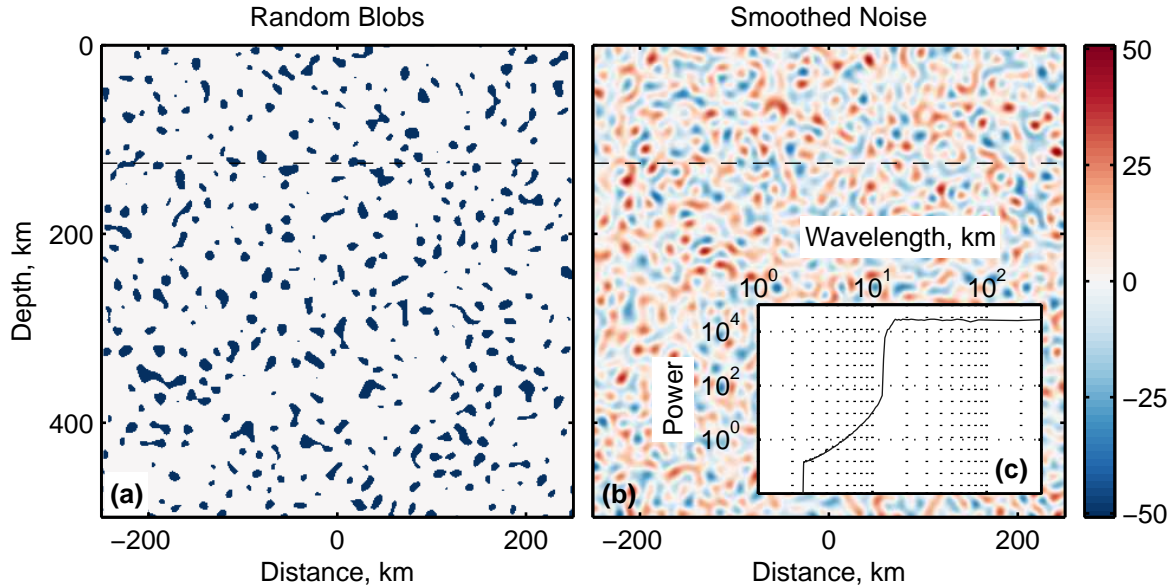 Random Blobs
Smoothed Noise
0
200
400
Depth, km
(a)
−200 0 200
Distance, km
(b)
−200 0 200
Distance, km
Wavelength, km
10^0 10^1 10^2
10^4
10^2
10^0
Power
(c)
50
25
0
−25
−50